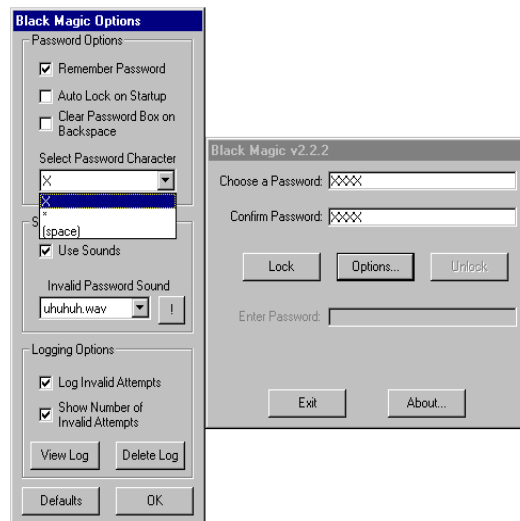 Black Magic Options
Password Options
Remember Password
Auto Lock on Startup
Clear Password Box on
Backspace
Select Password Character
X
X
*
(space)
S
Use Sounds
Invalid Password Sound
uhuhuh.wav
!
Logging Options
Log Invalid Attempts
Show Number of
Invalid Attempts
View Log
Delete Log
Defaults
OK
Black Magic v2.2.2
Choose a Password: XXXX
Confirm Password: XXXX
Lock
Options...
Unlock
Enter Password:
Exit
About...